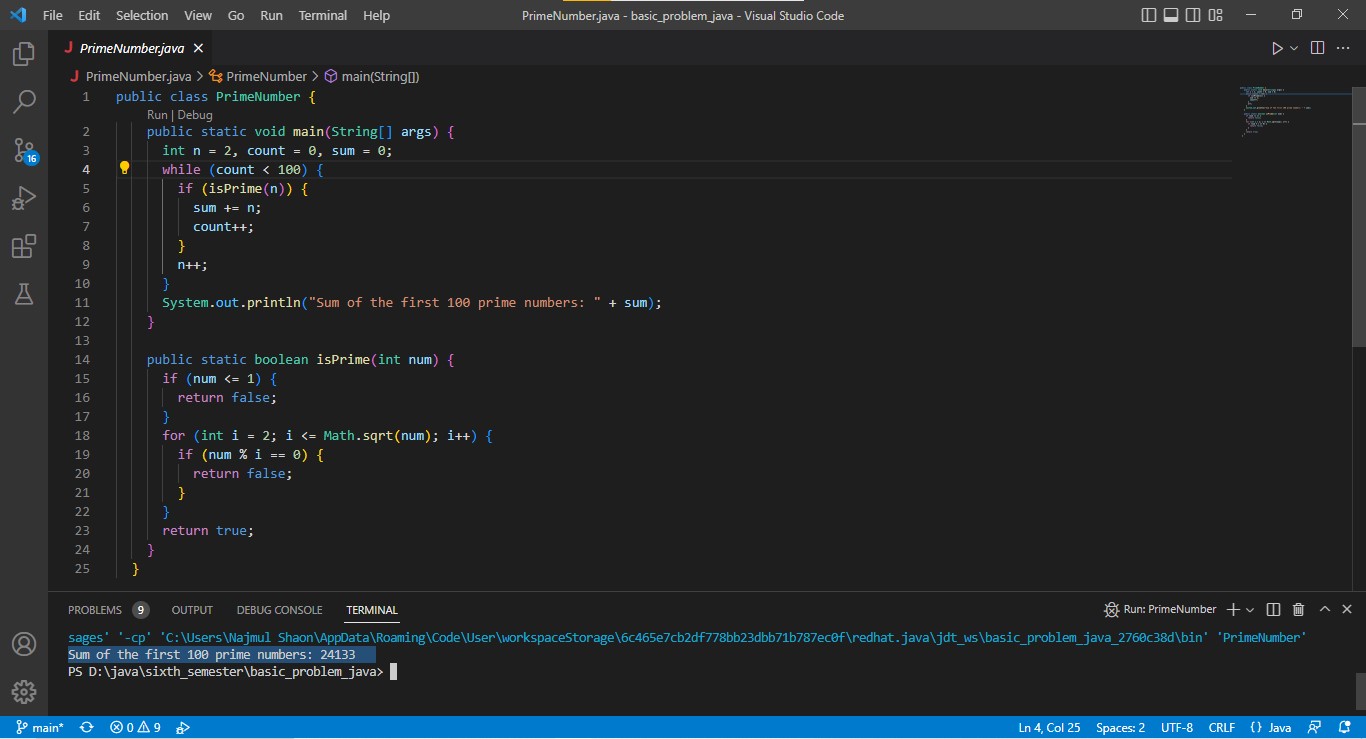 File Edit Selection View Go Run Terminal Help PrimeNumber.java - basic_problem_java - Visual Studio Code
J PrimeNumber.java
J PrimeNumber.java > PrimeNumber > main(String[])
1 public class PrimeNumber {
Run | Debug
2 public static void main(String[] args) {
3 int n = 2, count = 0, sum = 0;
4 while (count < 100) {
5 if (isPrime(n)) {
6 sum += n;
7 count++;
8 }
9 n++;
10 }
11 System.out.println("Sum of the first 100 prime numbers: " + sum);
12 }
13
14 public static boolean isPrime(int num) {
15 if (num <= 1) {
16 return false;
17 }
18 for (int i = 2; i <= Math.sqrt(num); i++) {
19 if (num % i == 0) {
20 return false;
21 }
22 }
23 return true;
24 }
25 }
16
PROBLEMS 9 OUTPUT DEBUG CONSOLE TERMINAL Run: PrimeNumber
sages' '-cp' 'C:\Users\Najmul Shaon\AppData\Roaming\Code\User\workspaceStorage\6c465e7cb2df778bb23dbb71b787ec0f\redhat.java\jdt_ws\basic_problem_java_2760c38d\bin' 'PrimeNumber'
Sum of the first 100 prime numbers: 24133
PS D:\java\sixth_semester\basic_problem_java>
main* 0 9 Ln 4, Col 25 Spaces: 2 UTF-8 CRLF {} Java